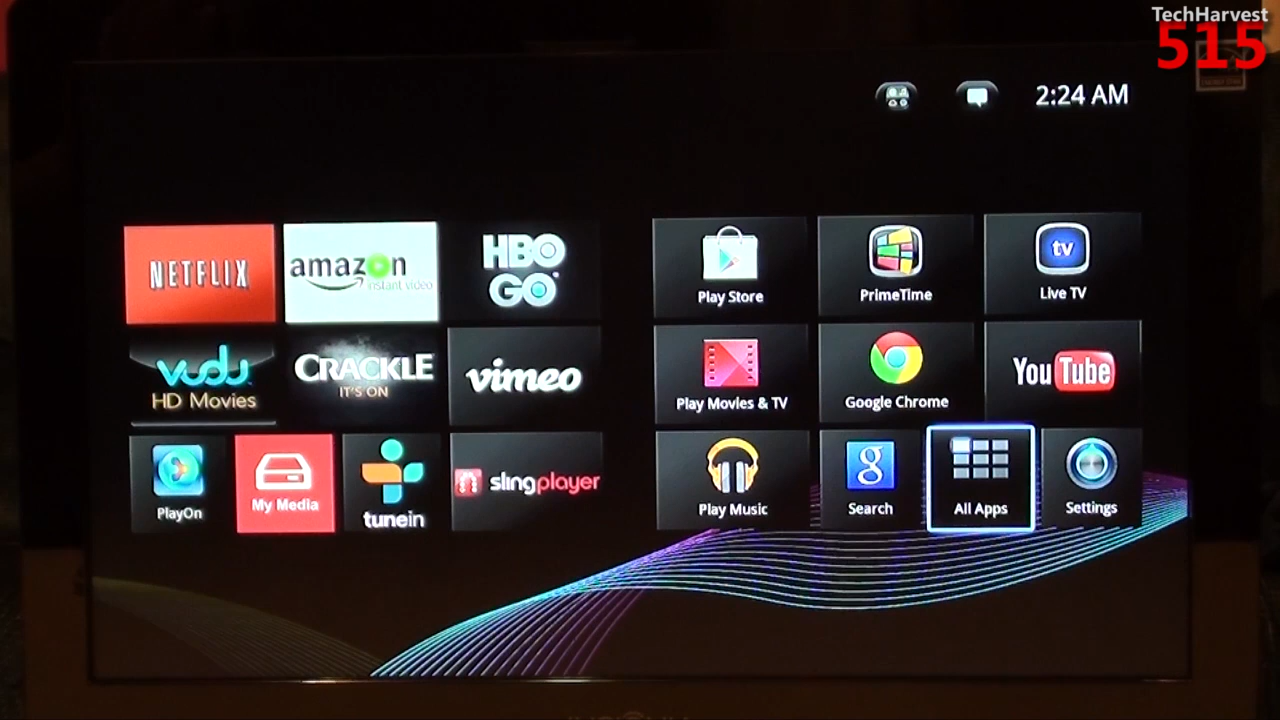 TechHarvest
515
2:24 AM
NETFLIX
amazon
instant video
HBO
GO
Play Store
PrimeTime
tv
Live TV
vudu
HD Movies
CRACKLE
IT'S ON
vimeo
Play Movies & TV
Google Chrome
YouTube
PlayOn
My Media
tunein
slingplayer
Play Music
g
Search
All Apps
Settings